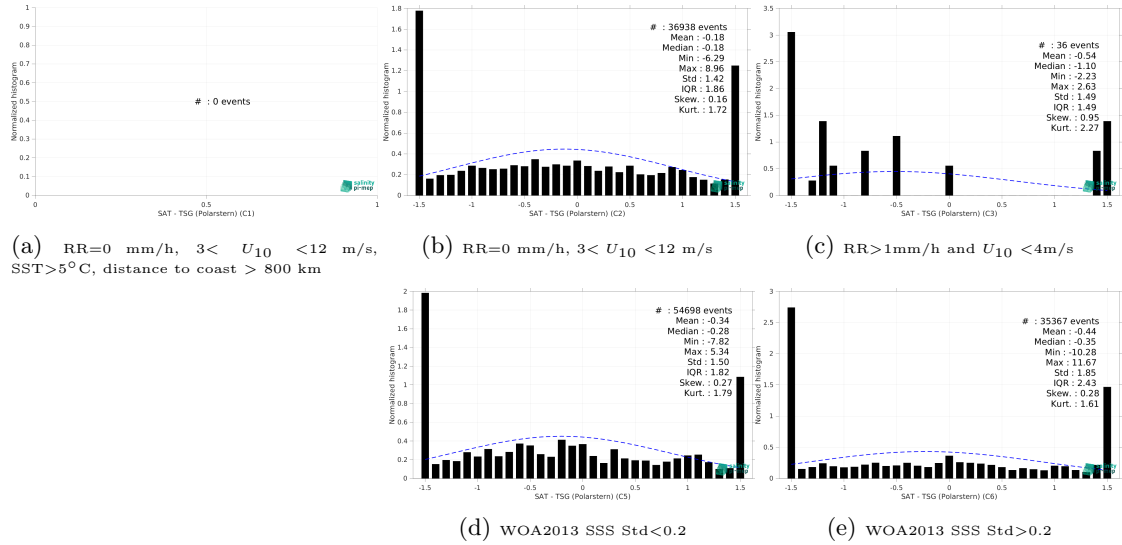 1
0.9
0.8
0.7
0.6
0.5
0.4
0.3
0.2
0.1
0
Normalized histogram
# : 0 events
salinity
pi-mep
0 0.5 1
SAT - TSG (Polarstern) (C1)
(a) RR=0 mm/h, 3< U10 <12 m/s,
SST>5°C, distance to coast > 800 km
1.8
1.6
1.4
1.2
1
0.8
0.6
0.4
0.2
0
Normalized histogram
# : 36938 events
Mean : -0.18
Median : -0.18
Min : -6.29
Max : 8.96
Std : 1.42
IQR : 1.86
Skew. : 0.16
Kurt. : 1.72
salinity
pi-mep
-1.5 -1 -0.5 0 0.5 1 1.5
SAT - TSG (Polarstern) (C2)
(b) RR=0 mm/h, 3< U10 <12 m/s
3.5
3
2.5
2
1.5
1
0.5
0
Normalized histogram
# : 36 events
Mean : -0.54
Median : -1.10
Min : -2.23
Max : 2.63
Std : 1.49
IQR : 1.49
Skew. : 0.95
Kurt. : 2.27
salinity
pi-mep
-1.5 -1 -0.5 0 0.5 1 1.5
SAT - TSG (Polarstern) (C3)
(c) RR>1mm/h and U10 <4m/s
2
1.8
1.6
1.4
1.2
1
0.8
0.6
0.4
0.2
0
Normalized histogram
# : 54698 events
Mean : -0.34
Median : -0.28
Min : -7.82
Max : 5.34
Std : 1.50
IQR : 1.82
Skew. : 0.27
Kurt. : 1.79
salinity
pi-mep
-1.5 -1 -0.5 0 0.5 1 1.5
SAT - TSG (Polarstern) (C5)
(d) WOA2013 SSS Std<0.2
3
2.5
2
1.5
1
0.5
0
Normalized histogram
# : 35367 events
Mean : -0.44
Median : -0.35
Min : -10.28
Max : 11.67
Std : 1.85
IQR : 2.43
Skew. : 0.28
Kurt. : 1.61
salinity
pi-mep
-1.5 -1 -0.5 0 0.5 1 1.5
SAT - TSG (Polarstern) (C6)
(e) WOA2013 SSS Std>0.2